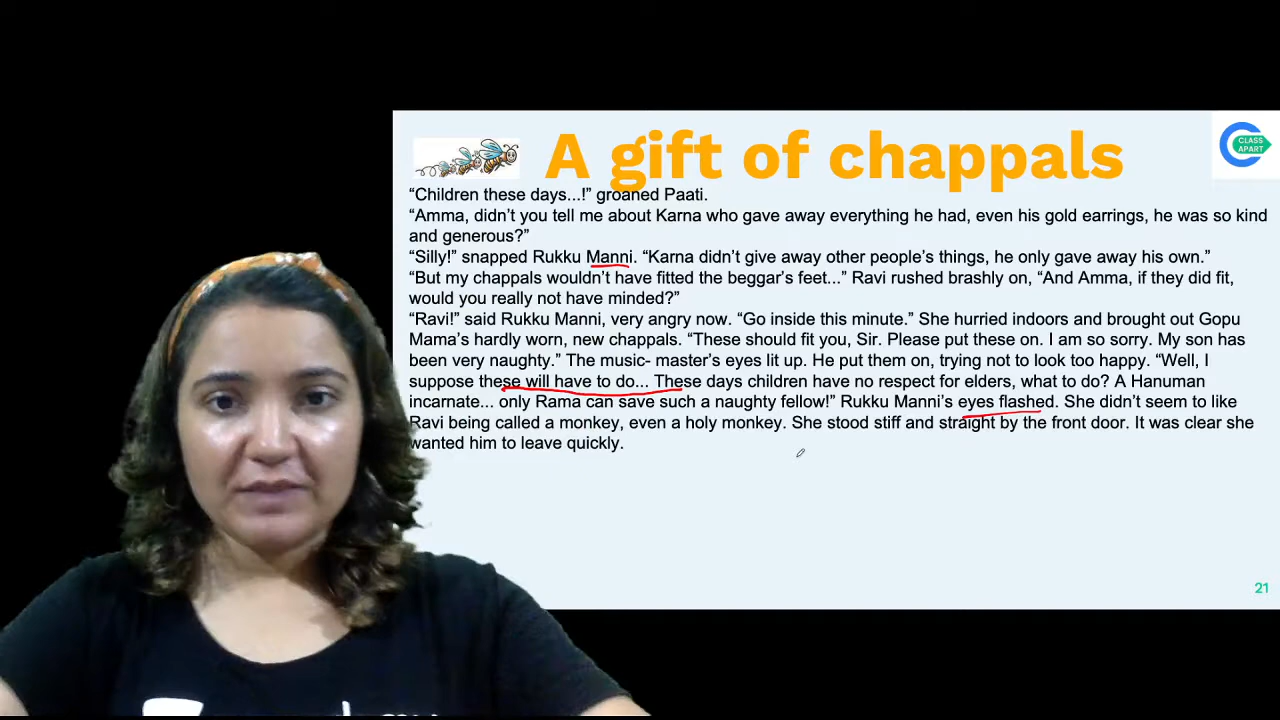 A gift of chappals
CLASS
APART
“Children these days...!” groaned Paati.
“Amma, didn’t you tell me about Karna who gave away everything he had, even his gold earrings, he was so kind
and generous?”
“Silly!” snapped Rukku Manni. “Karna didn’t give away other people’s things, he only gave away his own.”
“But my chappals wouldn’t have fitted the beggar’s feet...” Ravi rushed brashly on, “And Amma, if they did fit,
would you really not have minded?”
“Ravi!” said Rukku Manni, very angry now. “Go inside this minute.” She hurried indoors and brought out Gopu
Mama’s hardly worn, new chappals. “These should fit you, Sir. Please put these on. I am so sorry. My son has
been very naughty.” The music- master’s eyes lit up. He put them on, trying not to look too happy. “Well, I
suppose these will have to do... These days children have no respect for elders, what to do? A Hanuman
incarnate... only Rama can save such a naughty fellow!” Rukku Manni’s eyes flashed. She didn’t seem to like
Ravi being called a monkey, even a holy monkey. She stood stiff and straight by the front door. It was clear she
wanted him to leave quickly.
21